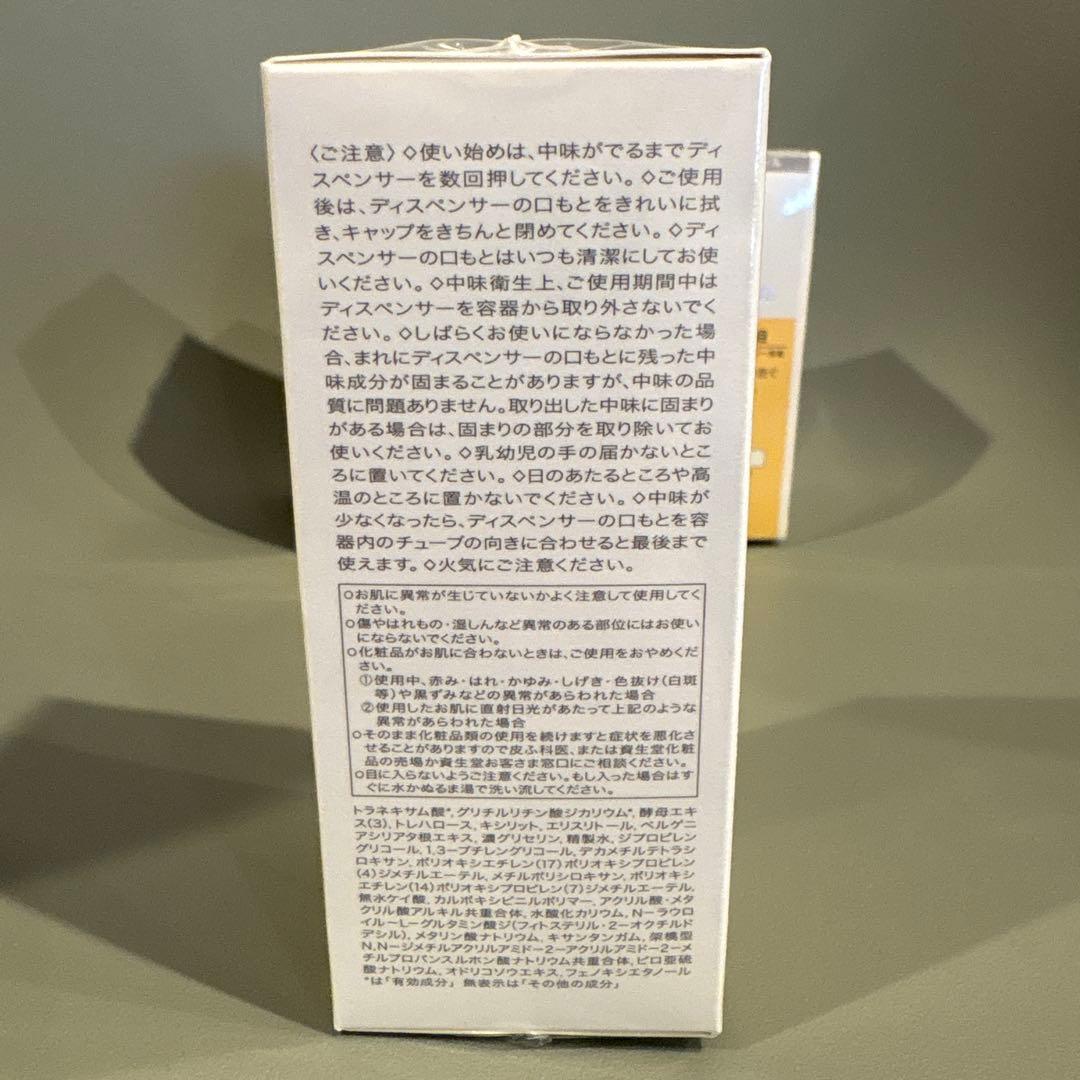 〈ご注意〉◇使い始めは、中味がでるまでディ
スペンサーを数回押してください。◇ご使用
後は、ディスペンサーの口もとをきれいに拭
き、キャップをきちんと閉めてください。◇ディ
スペンサーの口もとはいつも清潔にしてお使
いください。◇中味衛生上、ご使用期間中は
ディスペンサーを容器から取り外さないでく
ださい。◇しばらくお使いにならなかった場
合、まれにディスペンサーの口もとに残った中
味成分が固まることがありますが、中味の品
質に問題ありません。取り出した中味に固まり
がある場合は、固まりの部分を取り除いてお
使いください。◇乳幼児の手の届かないとこ
ろに置いてください。◇日のあたるところや高
温のところに置かないでください。◇中味が
少なくなったら、ディスペンサーの口もとを容
器内のチューブの向きに合わせると最後まで
使えます。◇火気にご注意ください。
○お肌に異常が生じていないかよく注意して使用してく
ださい。
○傷やはれもの・湿しんなど異常のある部位にはお使い
にならないでください。
○化粧品がお肌に合わないときは、ご使用をおやめくだ
さい。
①使用中、赤み・はれ・かゆみ・しげき・色抜け(白斑
等)や黒ずみなどの異常があらわれた場合
②使用したお肌に直射日光があたって上記のような
異常があらわれた場合
○そのまま化粧品類の使用を続けますと症状を悪化さ
せることがありますので皮ふ科医、または資生堂化粧
品の売場か資生堂お客さま窓口にご相談ください。
○目に入らないようご注意ください。もし入った場合はす
ぐに水かぬるま湯で洗い流してください。
トラネキサム酸*, グリチルリチン酸ジカリウム*, 酵母エキ
ス(3), トレハロース, キシリット, エリスリトール, ベルゲニ
アシリアタ根エキス, 濃グリセリン, 精製水, ジプロピレン
グリコール, 1,3-ブチレングリコール, デカメチルテトラシ
ロキサン, ポリオキシエチレン(17)ポリオキシプロピレン
(4)ジメチルエーテル, メチルポリシロキサン, ポリオキシ
エチレン(14)ポリオキシプロピレン(7)ジメチルエーテル,
無水ケイ酸, カルボキシビニルポリマー, アクリル酸・メタ
クリル酸アルキル共重合体, 水酸化カリウム, N-ラウロ
イル-L-グルタミン酸ジ(フィトステリル・2-オクチルド
デシル), メタリン酸ナトリウム, キサンタンガム, 架橋型
N,N-ジメチルアクリルアミド-2-アクリルアミド-2-メ
チルプロパンスルホン酸ナトリウム共重合体, ピロ亜硫
酸ナトリウム, オドリコソウエキス, フェノキシエタノール
*は「有効成分」 無表示は「その他の成分」